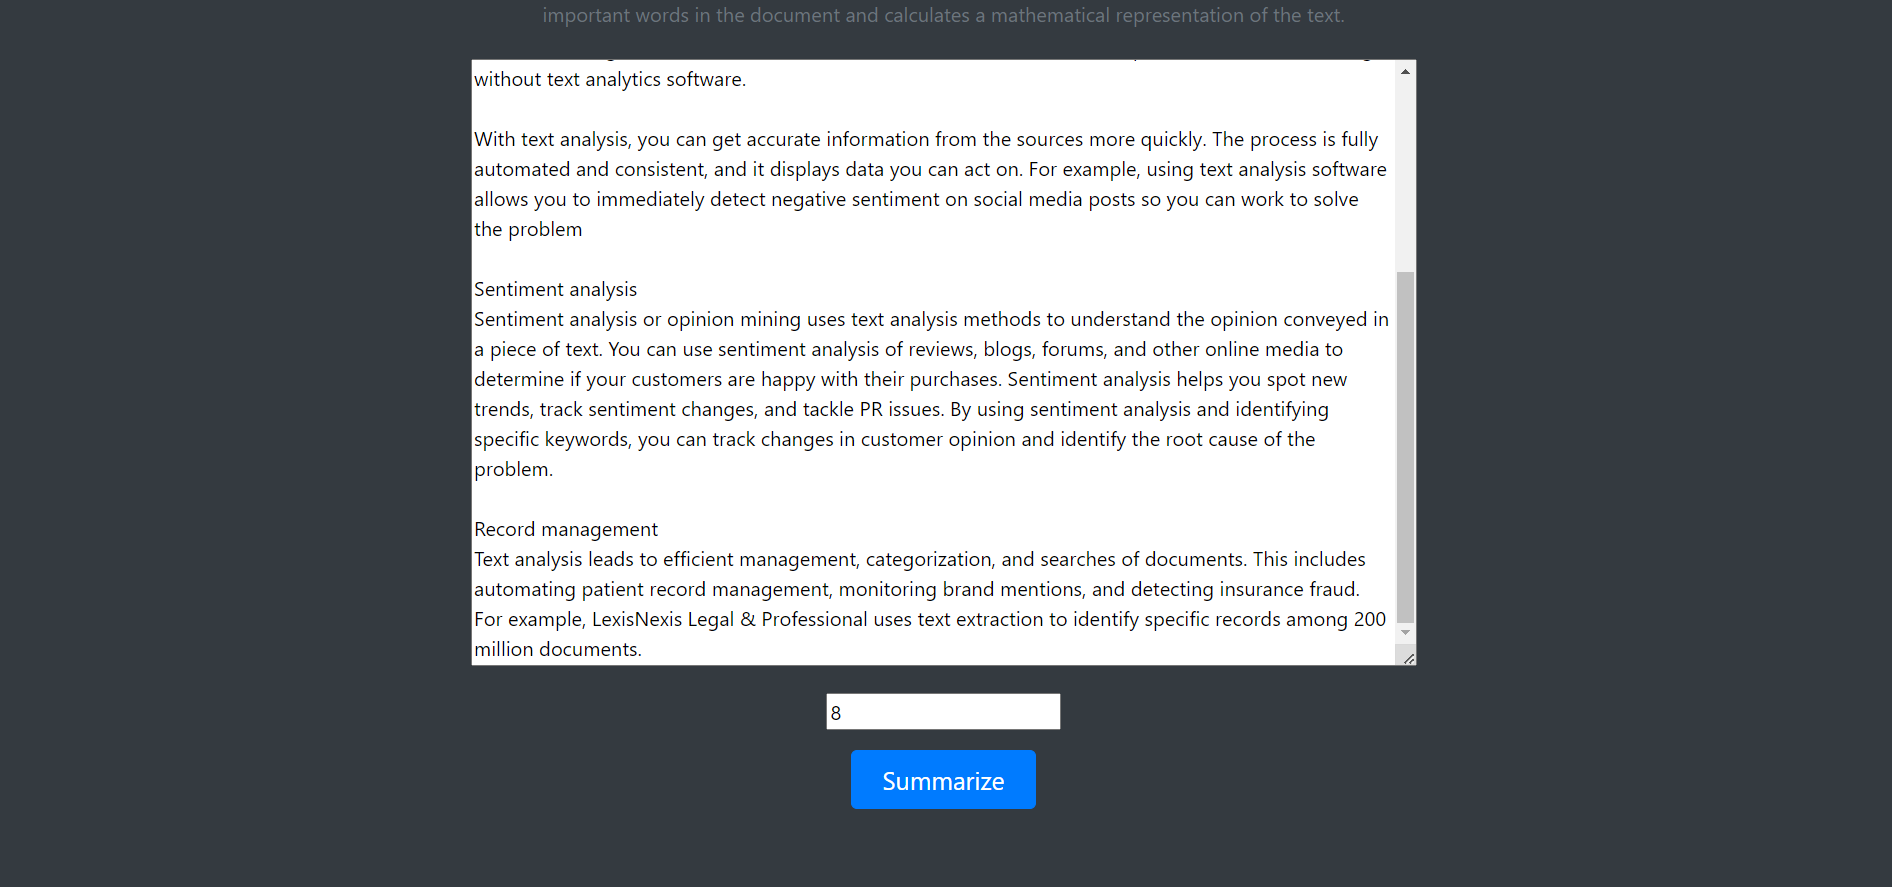 important words in the document and calculates a mathematical representation of the text.
without text analytics software.
With text analysis, you can get accurate information from the sources more quickly. The process is fully
automated and consistent, and it displays data you can act on. For example, using text analysis software
allows you to immediately detect negative sentiment on social media posts so you can work to solve
the problem
Sentiment analysis
Sentiment analysis or opinion mining uses text analysis methods to understand the opinion conveyed in
a piece of text. You can use sentiment analysis of reviews, blogs, forums, and other online media to
determine if your customers are happy with their purchases. Sentiment analysis helps you spot new
trends, track sentiment changes, and tackle PR issues. By using sentiment analysis and identifying
specific keywords, you can track changes in customer opinion and identify the root cause of the
problem.
Record management
Text analysis leads to efficient management, categorization, and searches of documents. This includes
automating patient record management, monitoring brand mentions, and detecting insurance fraud.
For example, LexisNexis Legal & Professional uses text extraction to identify specific records among 200
million documents.
8
Summarize